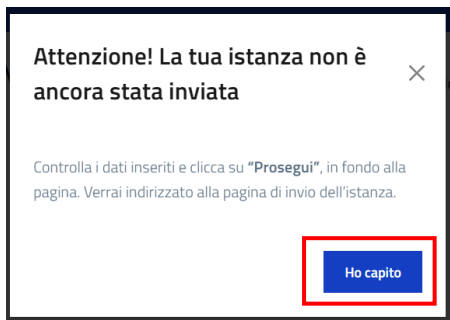 Attenzione! La tua istanza non è
ancora stata inviata
Controlla i dati inseriti e clicca su “Prosegui”, in fondo alla
pagina. Verrai indirizzato alla pagina di invio dell’istanza.
Ho capito